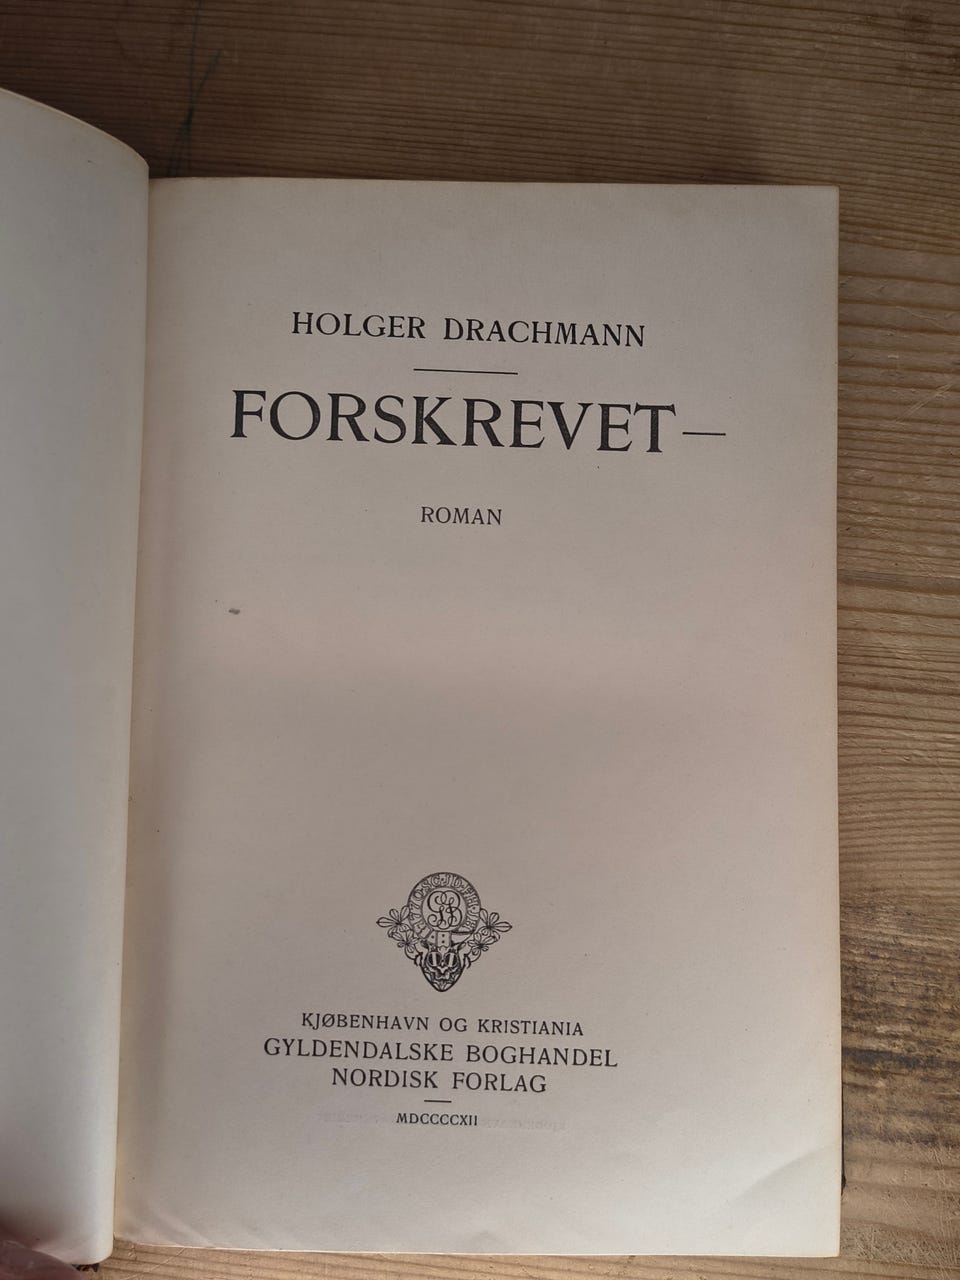 HOLGER DRACHMANN
FORSKREVET—
ROMAN
KJØBENHAVN OG KRISTIANIA
GYLDENDALSKE BOGHANDEL
NORDISK FORLAG
MDCCCCXII